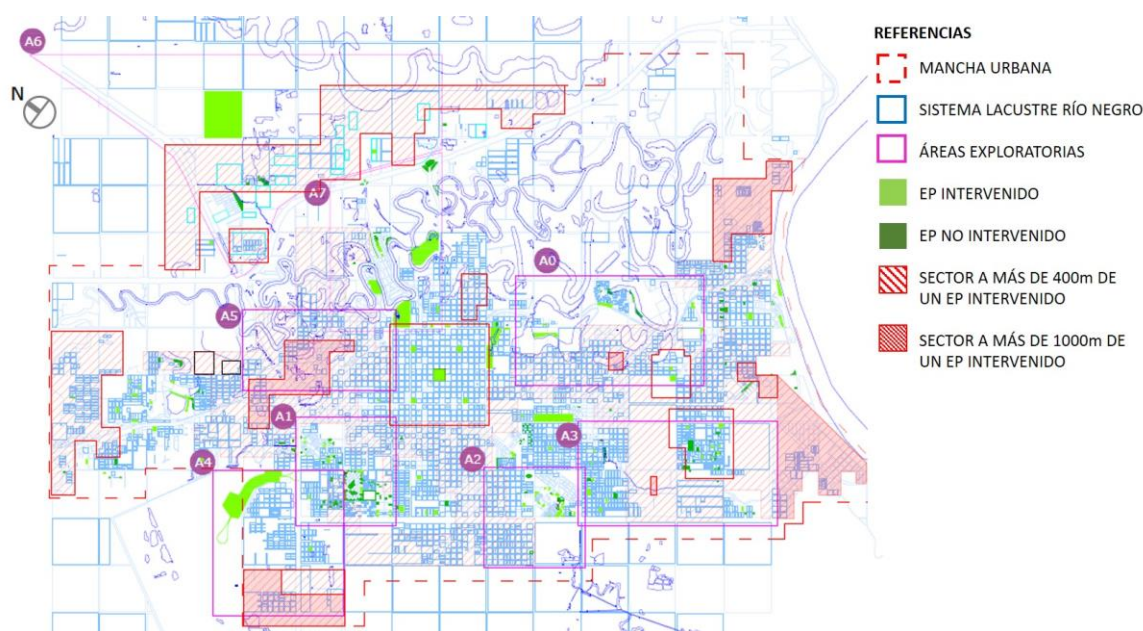 A6
N
A7
A0
A5
A1
A3
A2
A4
REFERENCIAS
MANCHA URBANA
SISTEMA LACUSTRE RÍO NEGRO
ÁREAS EXPLORATORIAS
EP INTERVENIDO
EP NO INTERVENIDO
SECTOR A MÁS DE 400m DE
UN EP INTERVENIDO
SECTOR A MÁS DE 1000m DE
UN EP INTERVENIDO